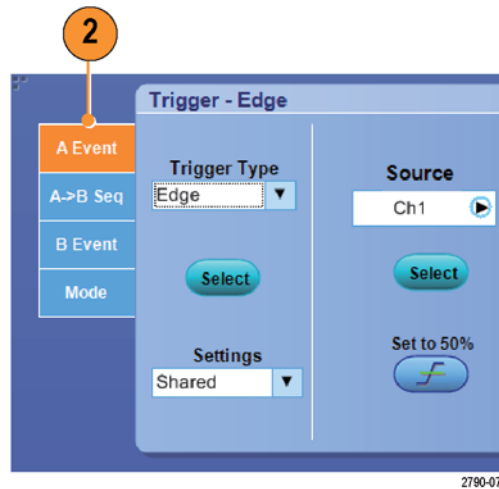 2
Trigger - Edge
A Event
A->B Seq
B Event
Mode
Trigger Type
Edge
Select
Settings
Shared
Source
Ch1
Select
Set to 50%
2790-07